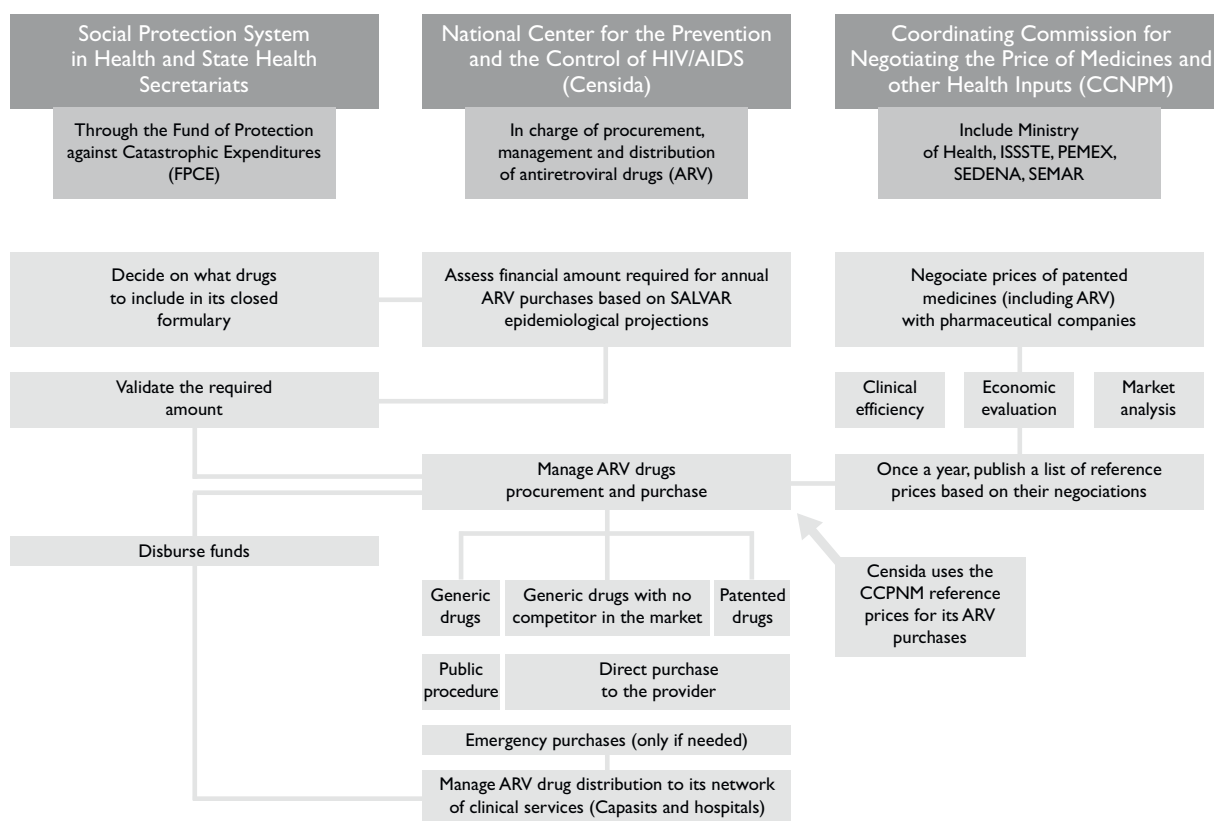 Social Protection System
in Health and State Health
Secretariats
Through the Fund of Protection
against Catastrophic Expenditures
(FPCE)
National Center for the Prevention
and the Control of HIV/AIDS
(Censida)
In charge of procurement,
management and distribution
of antiretroviral drugs (ARV)
Coordinating Commission for
Negotiating the Price of Medicines and
other Health Inputs (CCNPM)
Include Ministry
of Health, ISSSTE, PEMEX,
SEDENA, SEMAR
Decide on what drugs
to include in its closed
formulary
Assess financial amount required for annual
ARV purchases based on SALVAR
epidemiological projections
Negociate prices of patented
medicines (including ARV)
with pharmaceutical companies
Validate the required
amount
Clinical
efficiency
Economic
evaluation
Market
analysis
Manage ARV drugs
procurement and purchase
Once a year, publish a list of reference
prices based on their negociations
Disburse funds
Censida uses the
CCPNM reference
prices for its ARV
purchases
Generic
drugs
Generic drugs with no
competitor in the market
Patented
drugs
Public
procedure
Direct purchase
to the provider
Emergency purchases (only if needed)
Manage ARV drug distribution to its network
of clinical services (Capasits and hospitals)